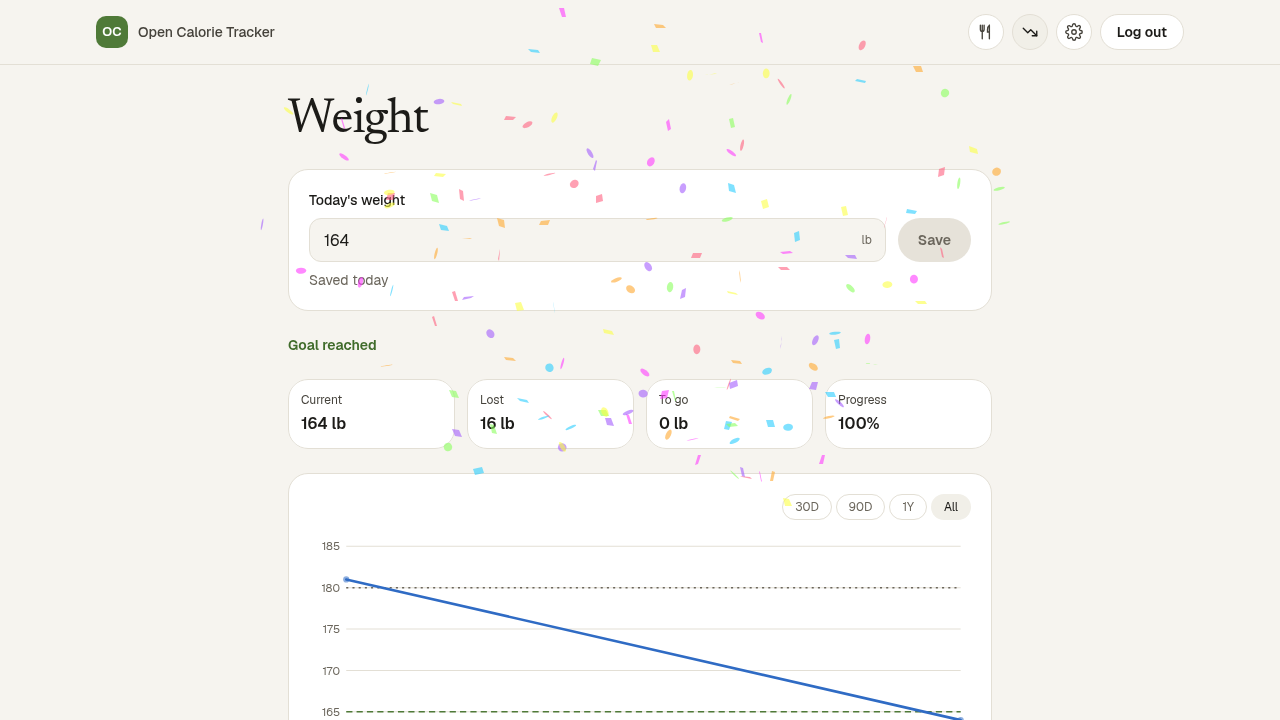 OC Open Calorie Tracker Log out
Weight
Today's weight
164 lb Save
Saved today
Goal reached
Current Lost To go Progress
164 lb 16 lb 0 lb 100%
30D 90D 1Y All
185
180
175
170
165